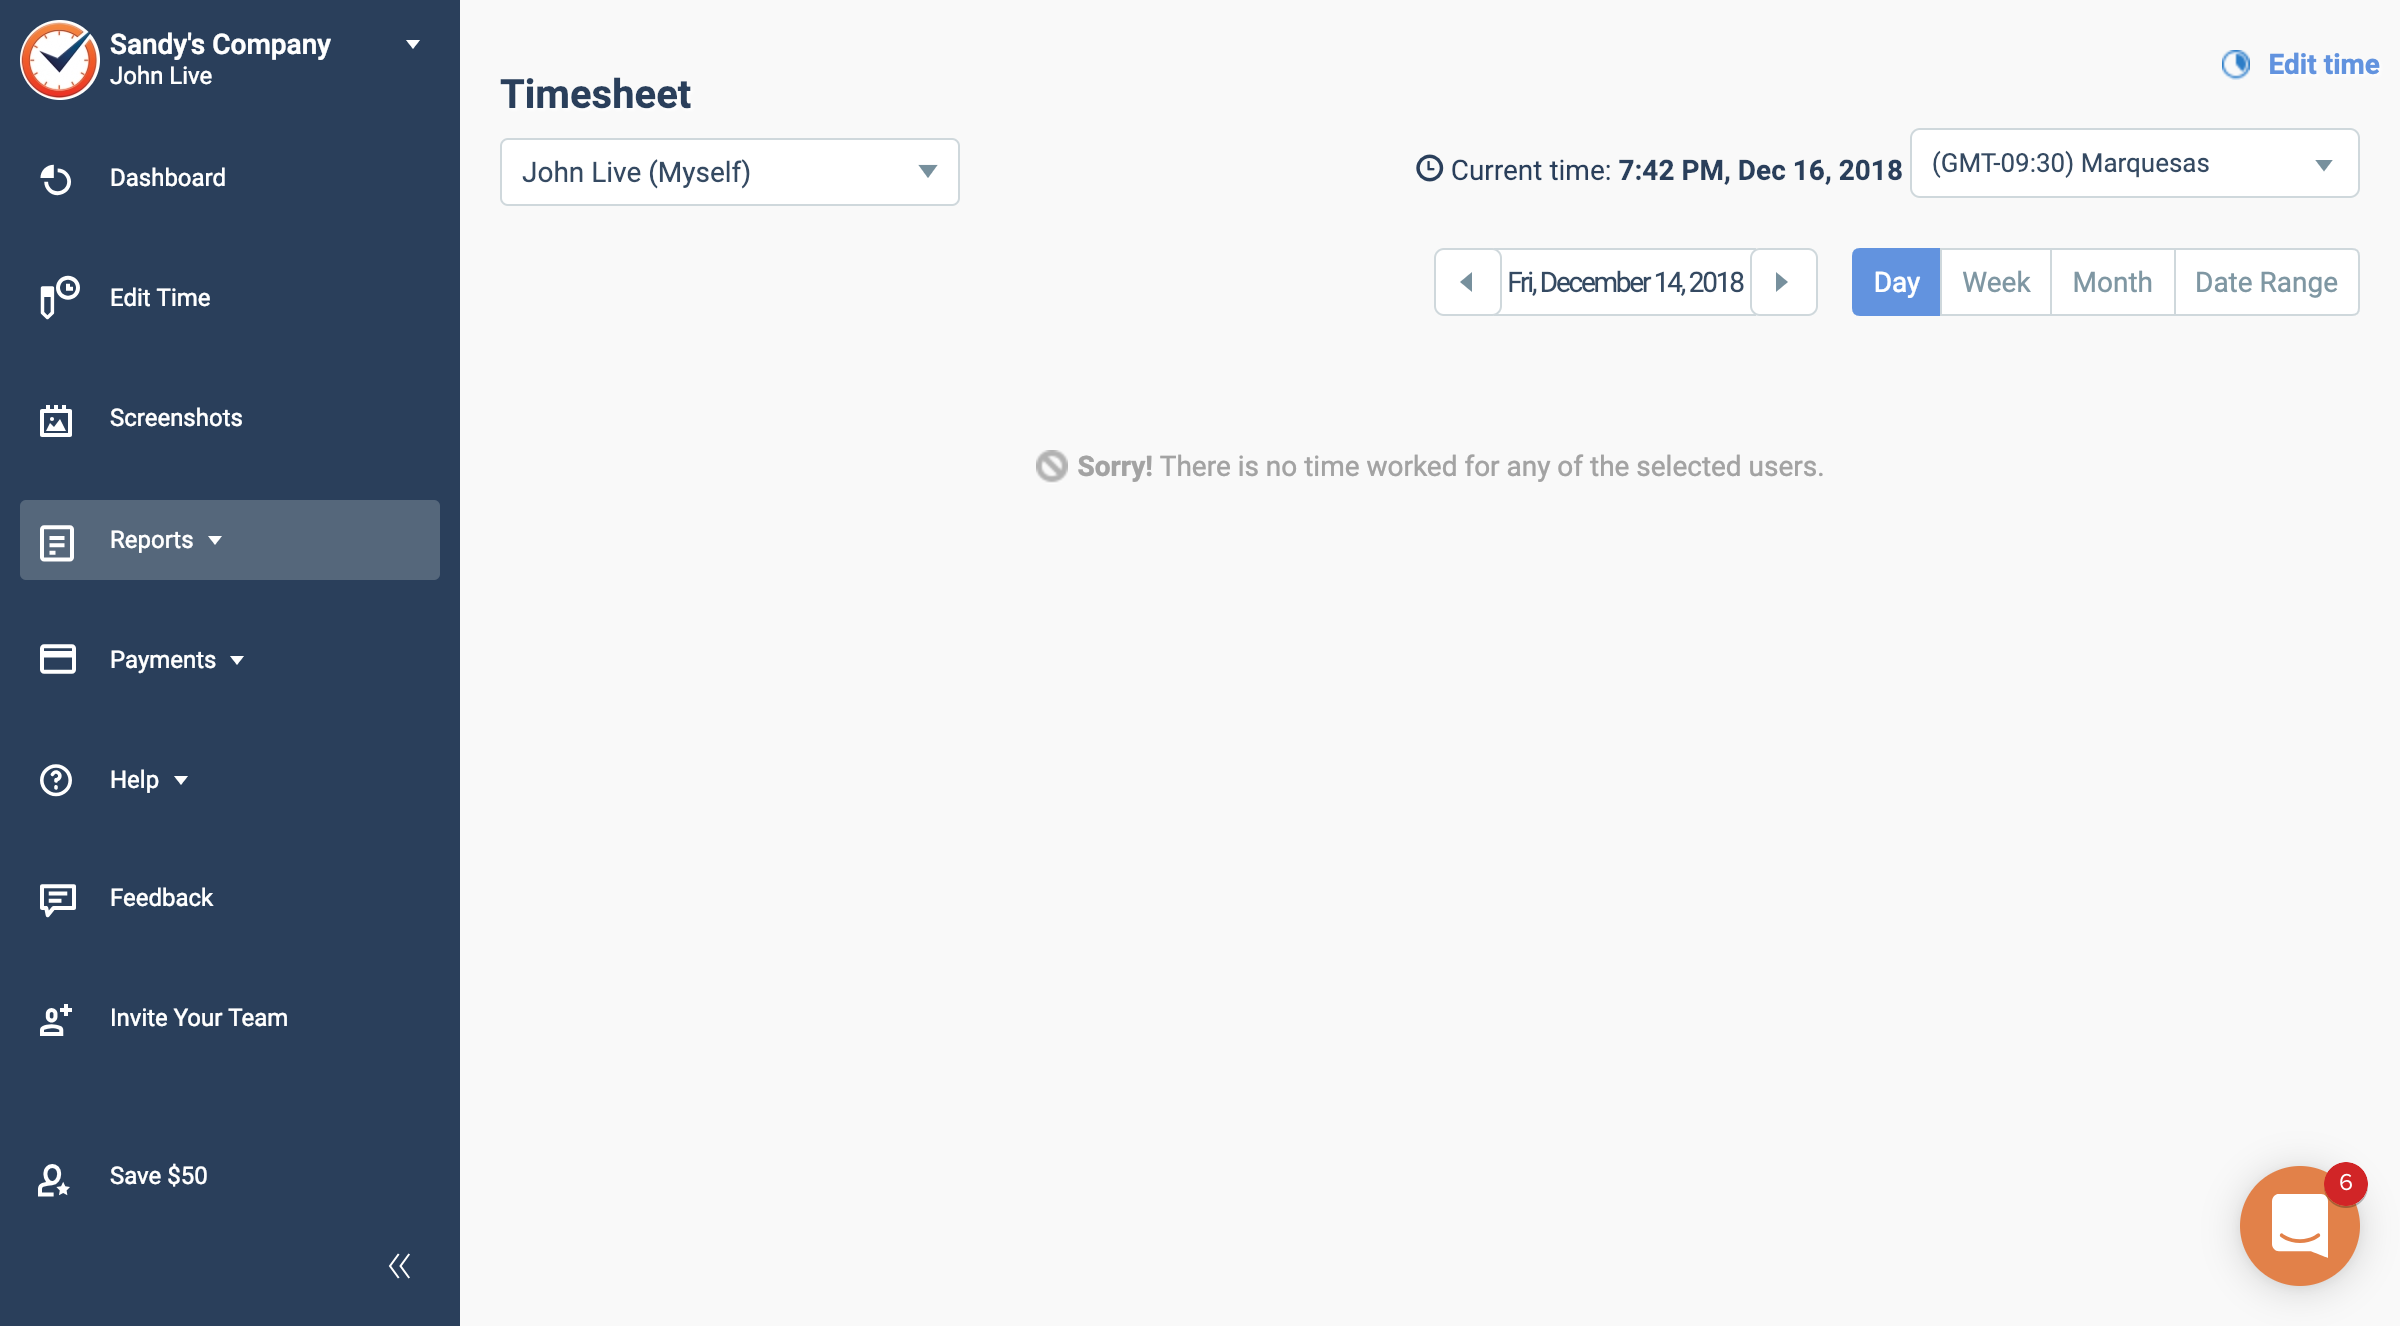 Sandy's Company
John Live
Dashboard
Edit Time
Screenshots
Reports
Payments
Help
Feedback
Invite Your Team
Save $50
Edit time
Timesheet
John Live (Myself)
Current time: 7:42 PM, Dec 16, 2018
(GMT-09:30) Marquesas
Fri, December 14, 2018
Day
Week
Month
Date Range
Sorry! There is no time worked for any of the selected users.
6